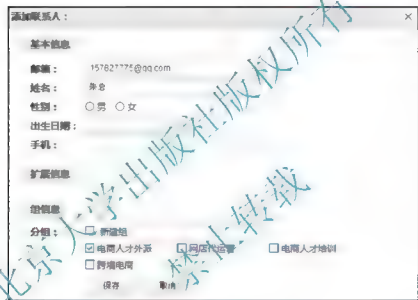 添加联系人： ×
基本信息
邮箱： 157827775@qq.com
姓名：
性别： 男 女
出生日期：
手机：
扩展信息
组信息
分组： 新建组
电商人才外派 网店代运营 电商人才培训
跨境电商
保存 取消
北京大学出版社版权所有
禁止转载